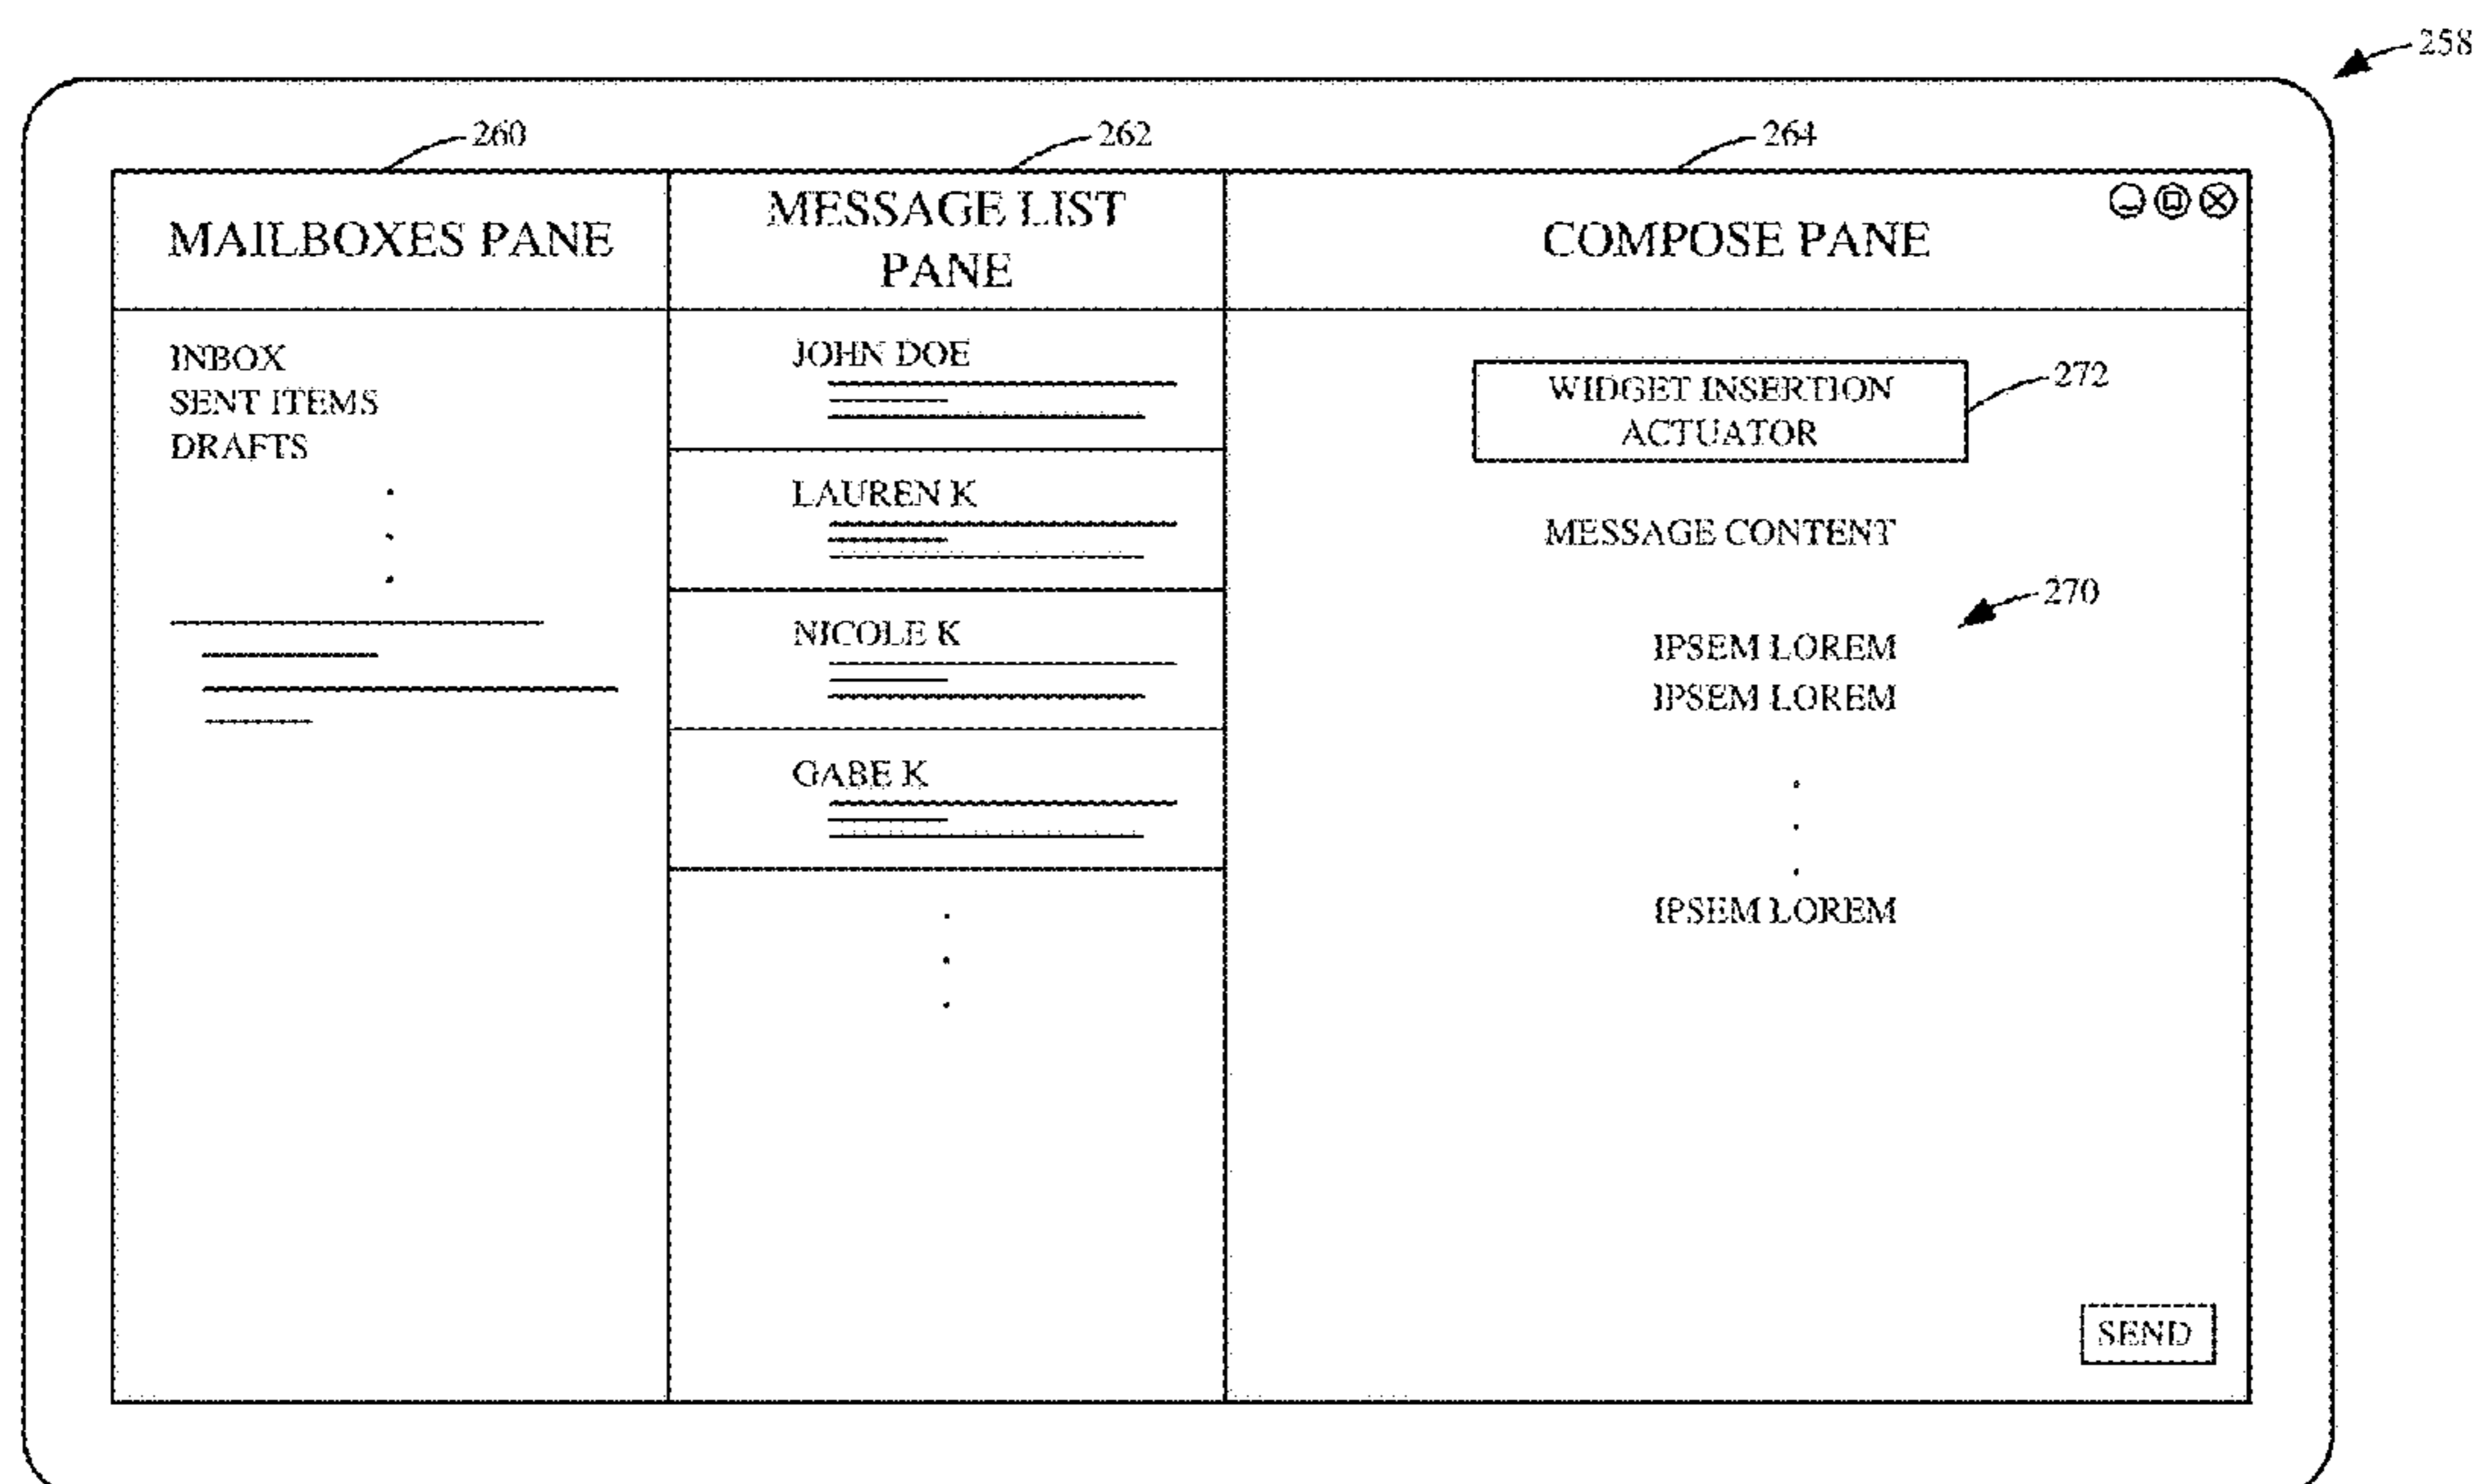 258
260
262
264
MAILBOXES PANE
MESSAGE LIST
PANE
COMPOSE PANE
INBOX
SENT ITEMS
DRAFTS
JOHN DOE
LAUREN K
NICOLE K
GABE K
WIDGET INSERTION
ACTUATOR
272
MESSAGE CONTENT
270
IPSEM LOREM
IPSEM LOREM
IPSEM LOREM
SEND